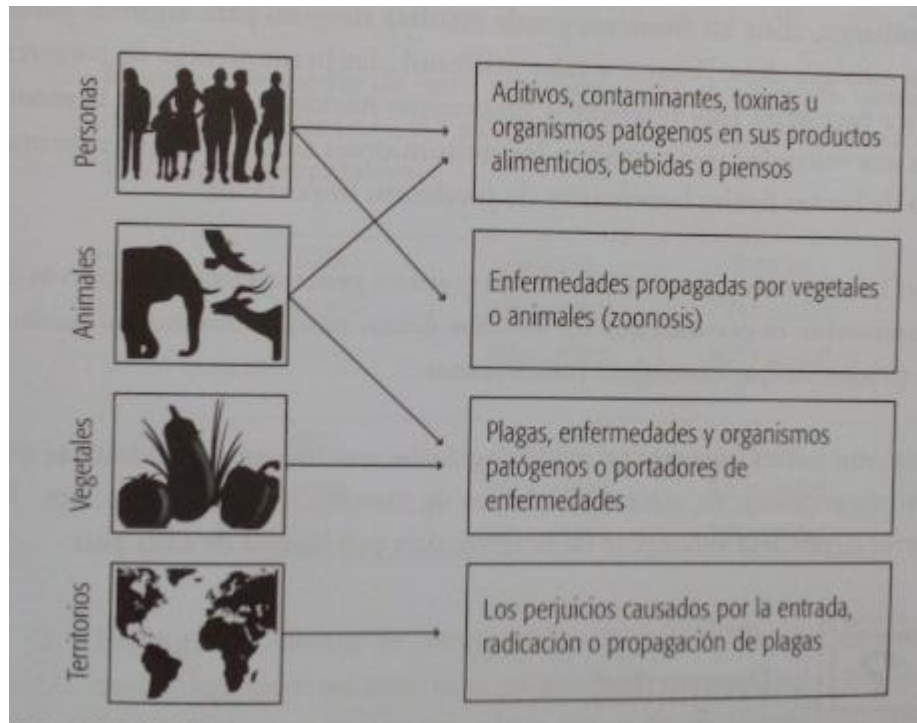 Personas
Aditivos, contaminantes, toxinas u
organismos patógenos en sus productos
alimenticios, bebidas o piensos
Animales
Enfermedades propagadas por vegetales
o animales (zoonosis)
Vegetales
Plagas, enfermedades y organismos
patógenos o portadores de
enfermedades
Territorios
Los perjuicios causados por la entrada,
radicación o propagación de plagas